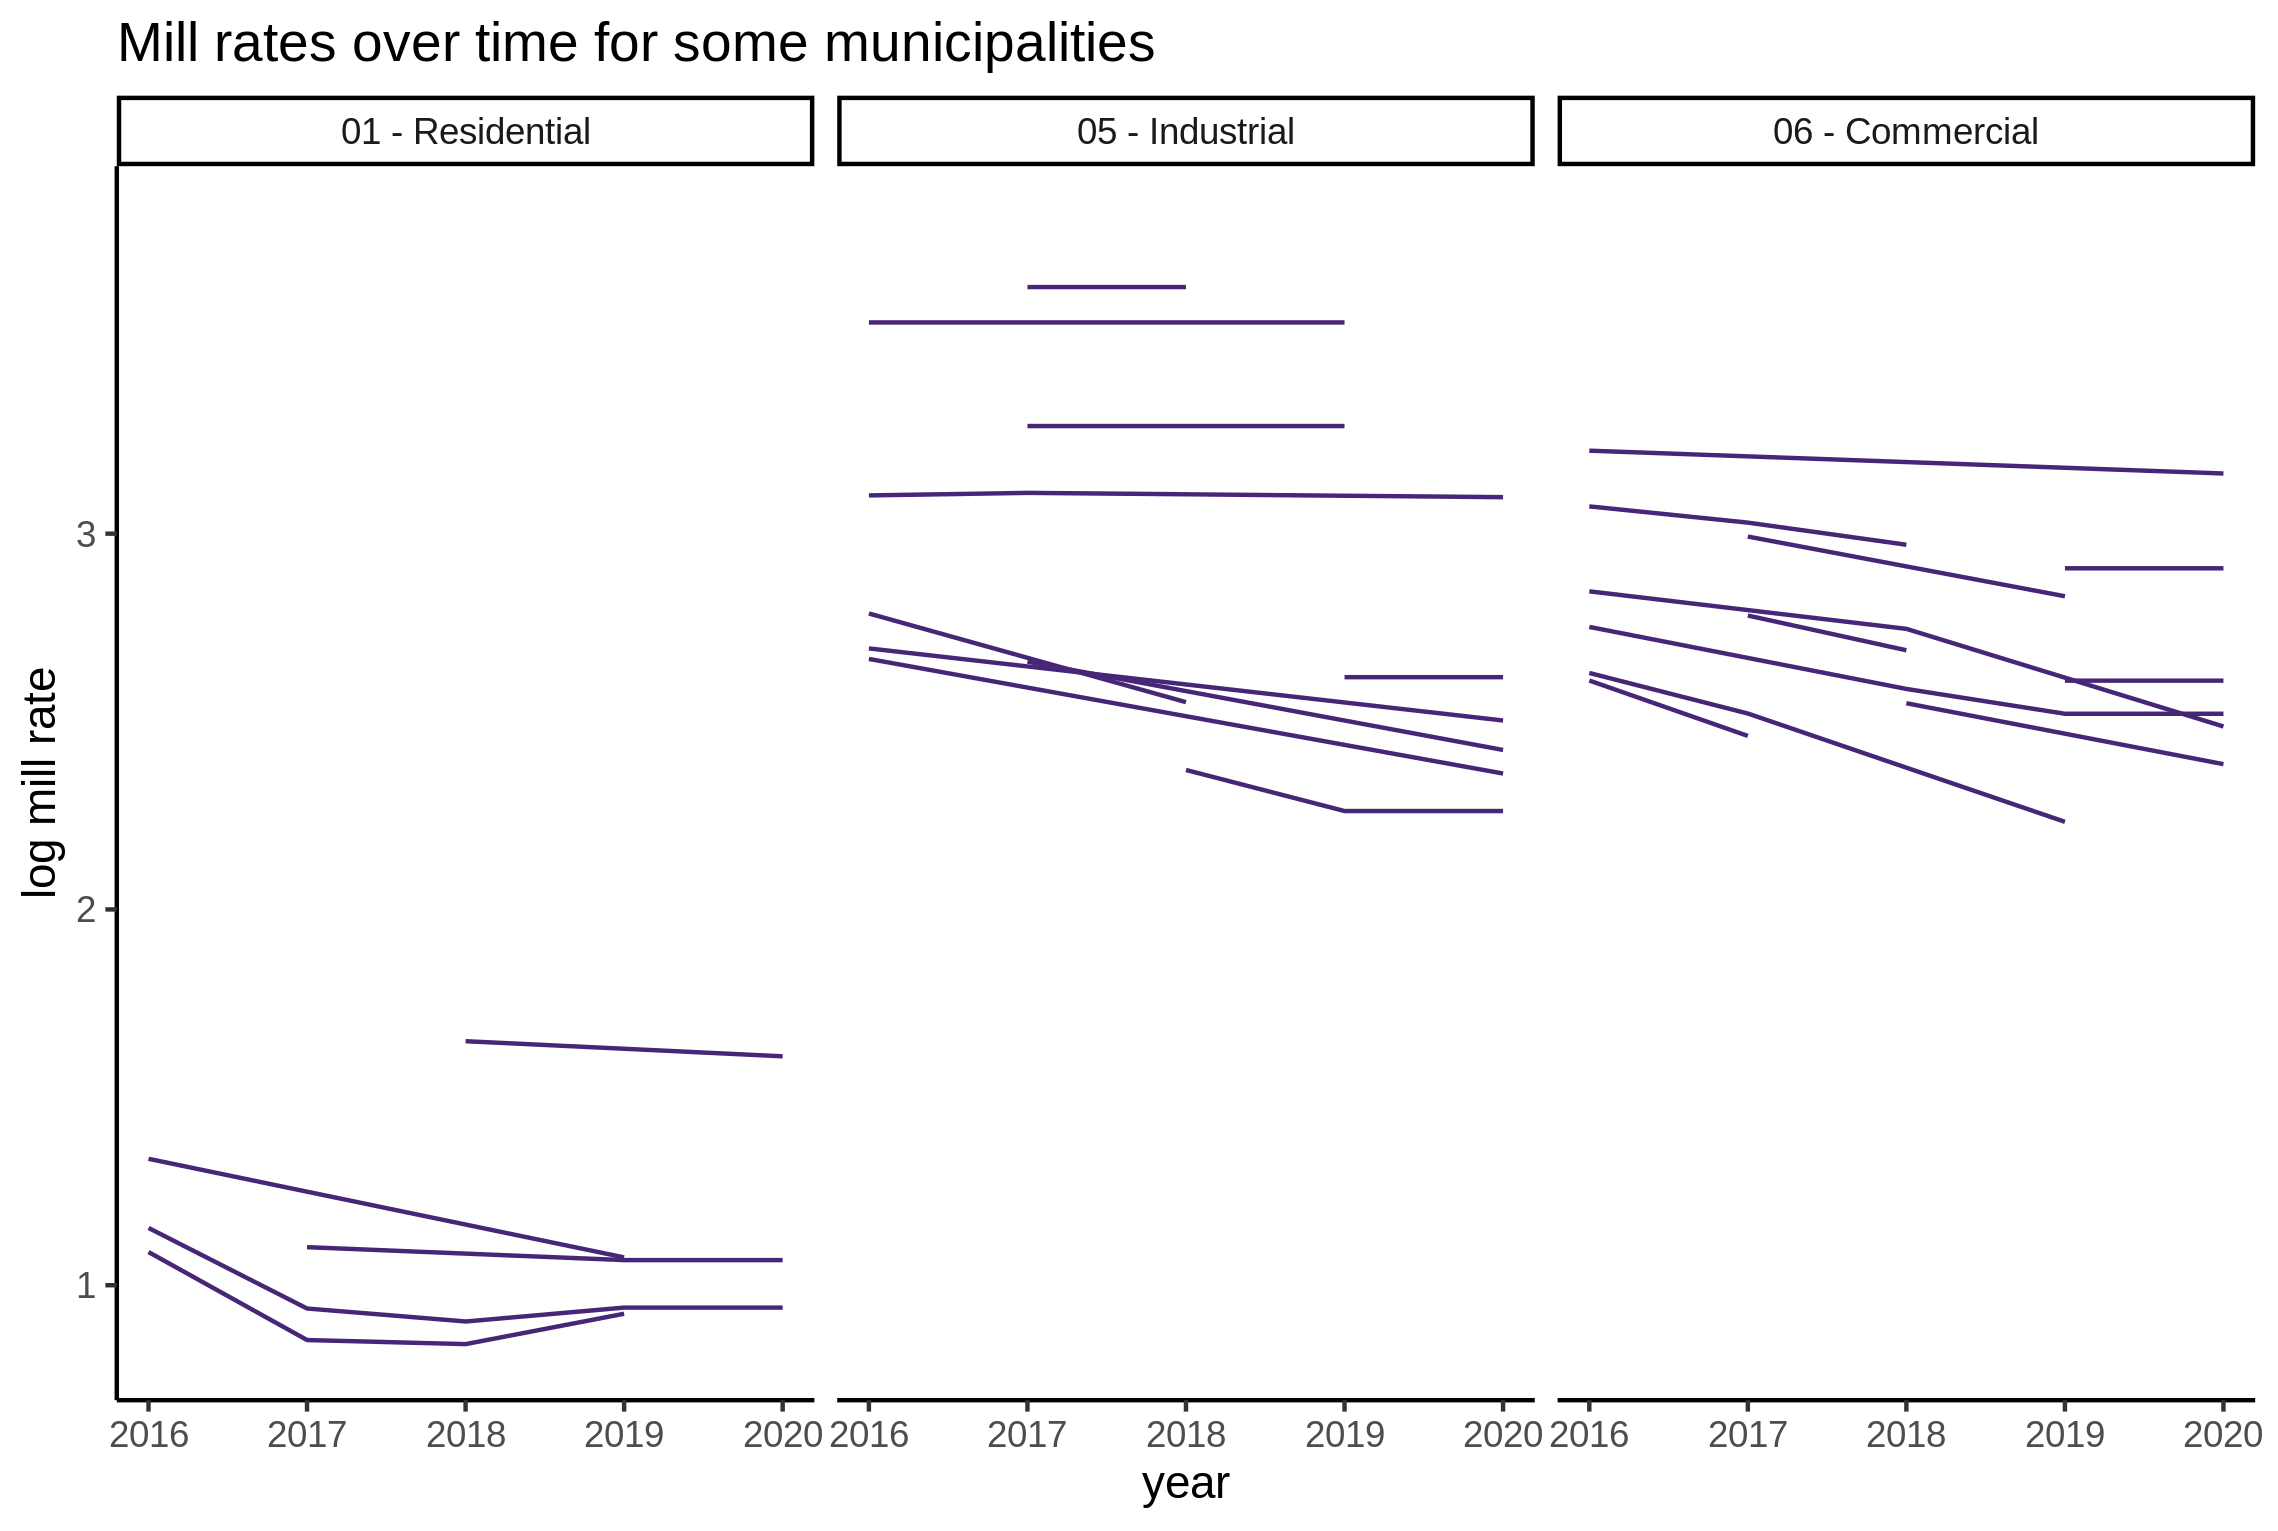 Mill rates over time for some municipalities
01 - Residential
05 - Industrial
06 - Commercial
log mill rate
3
2
1
2016 2017 2018 2019 2020
2016 2017 2018 2019 2020
2016 2017 2018 2019 2020
year